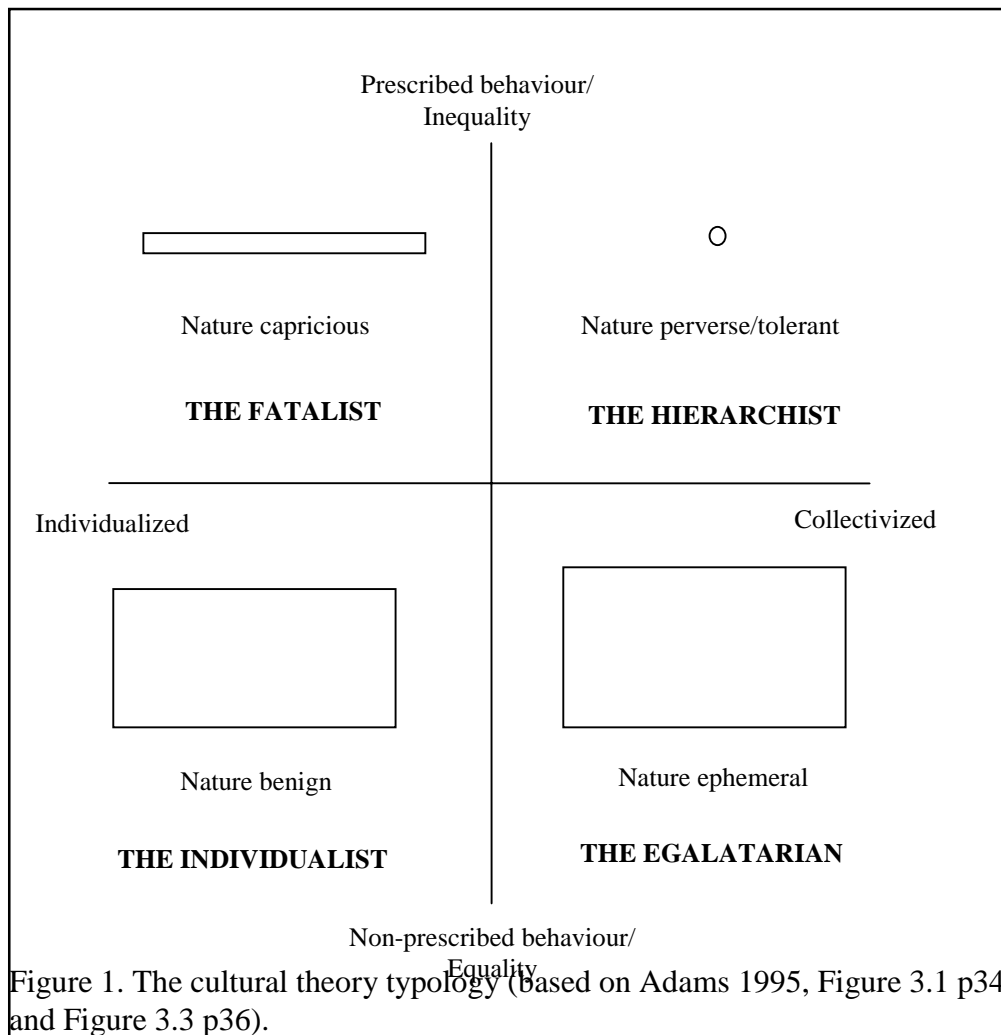 Prescribed behaviour/
Inequality
Nature capricious
Nature perverse/tolerant
THE FATALIST
THE HIERARCHIST
Individualized
Collectivized
Nature benign
Nature ephemeral
THE INDIVIDUALIST
THE EGALATARIAN
Non-prescribed behaviour/
Equality
Figure 1. The cultural theory typology (based on Adams 1995, Figure 3.1 p34
and Figure 3.3 p36).